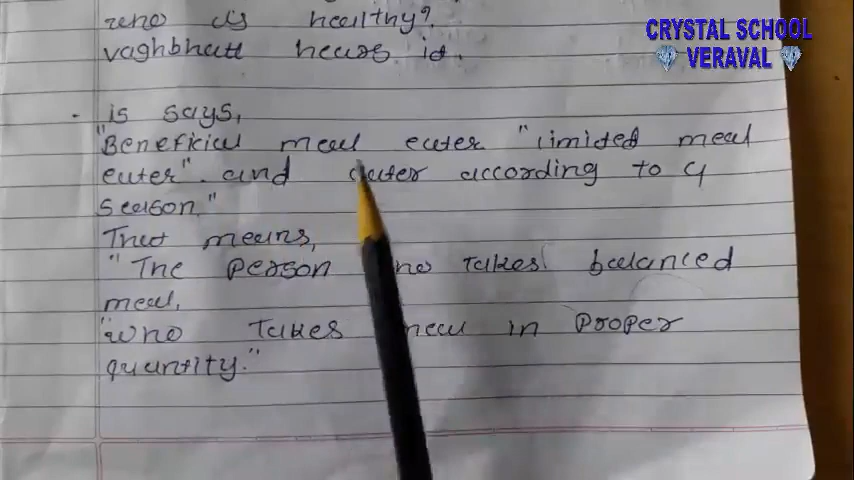 who is healthy?
CRYSTAL SCHOOL
VERAVAL
vaghbhatt hears it.
is says,
"Beneficial meal eater "limited meal
eater" and eater according to a
season."
That means,
"The person who takes balanced
meal,
"who takes meal in proper
quantity."